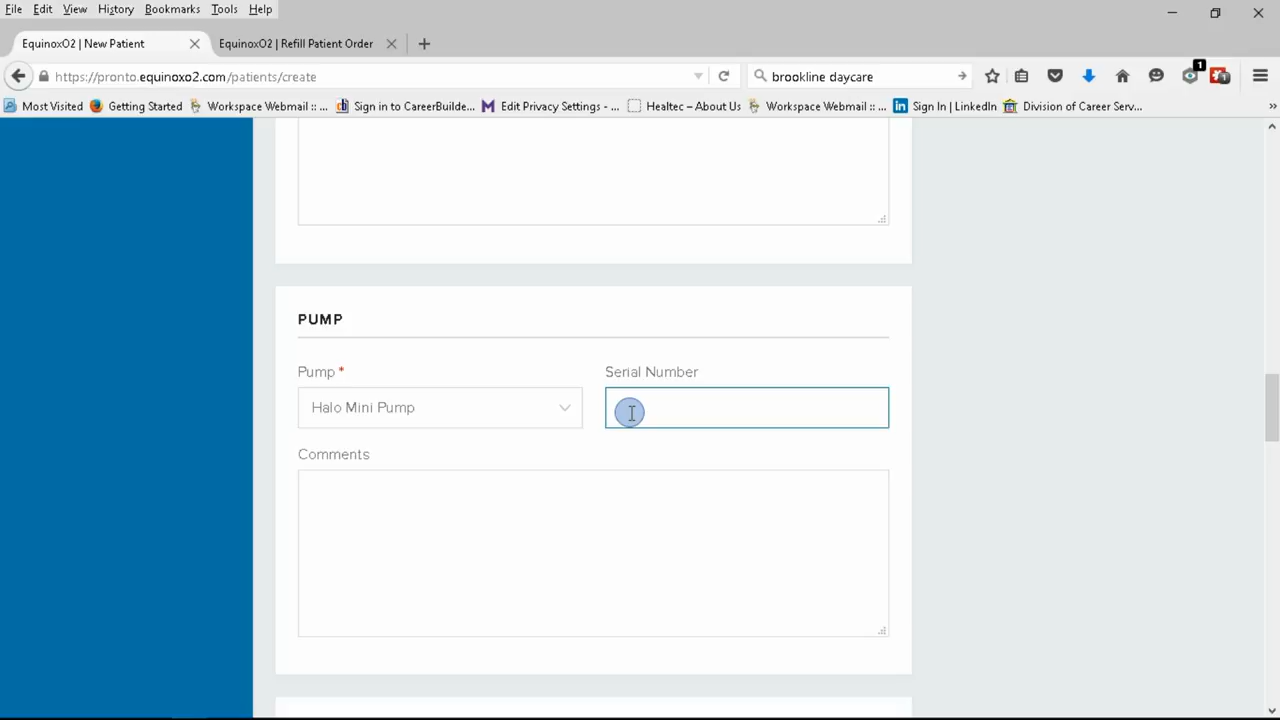 File Edit View History Bookmarks Tools Help
EquinoxO2 | New Patient EquinoxO2 | Refill Patient Order
https://pronto.equinoxo2.com/patients/create brookline daycare 1
Most Visited Getting Started Workspace Webmail :: ... Sign in to CareerBuilde... Edit Privacy Settings - ... Healtec – About Us Workspace Webmail :: ... Sign In | LinkedIn Division of Career Serv...
PUMP
Pump * Serial Number
Halo Mini Pump
Comments